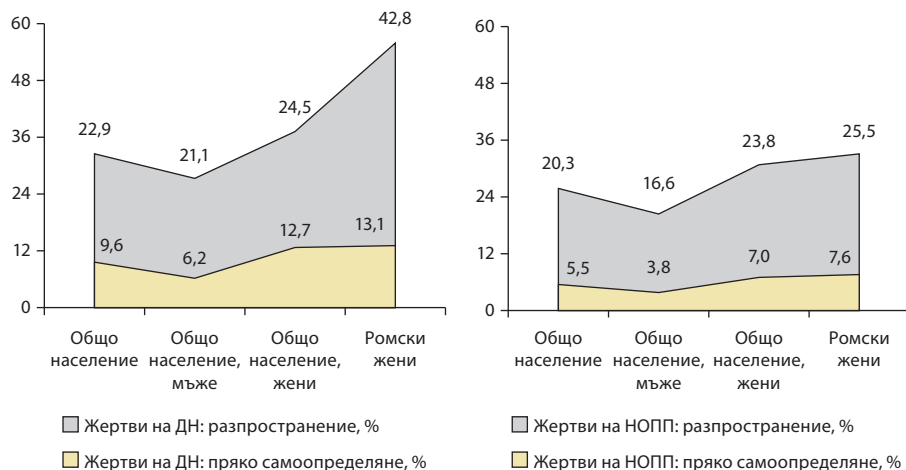 60
48
36
24
12
0
42,8
24,5
22,9
21,1
9,6
6,2
12,7
13,1
Общо
население
Общо
население,
мъже
Общо
население,
жени
Ромски
жени
Жертви на ДН: разпространение, %
Жертви на ДН: пряко самоопределяне, %
60
48
36
24
12
0
20,3
16,6
23,8
25,5
5,5
3,8
7,0
7,6
Общо
население
Общо
население,
мъже
Общо
население,
жени
Ромски
жени
Жертви на НОПП: разпространение, %
Жертви на НОПП: пряко самоопределяне, %